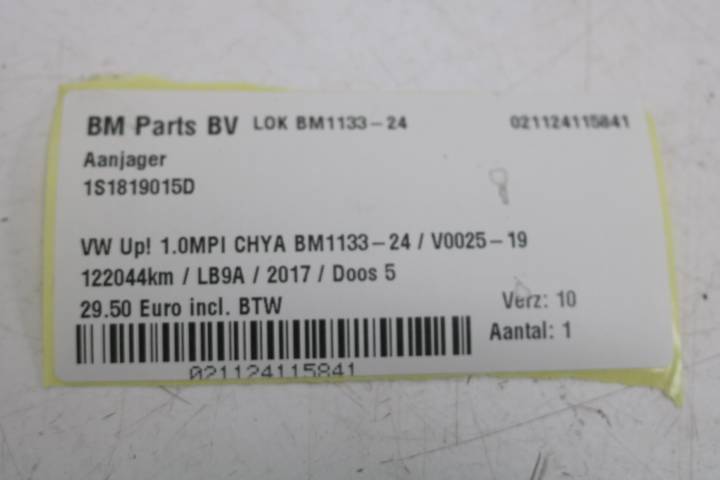 BM Parts BV LOK BM1133-24 021124115841
Aanjager
1S1819015D
VW Up! 1.0MPI CHYA BM1133-24 / V0025-19
122044km / LB9A / 2017 / Doos 5
29.50 Euro incl. BTW
Verz: 10
Aantal: 1
021124115841